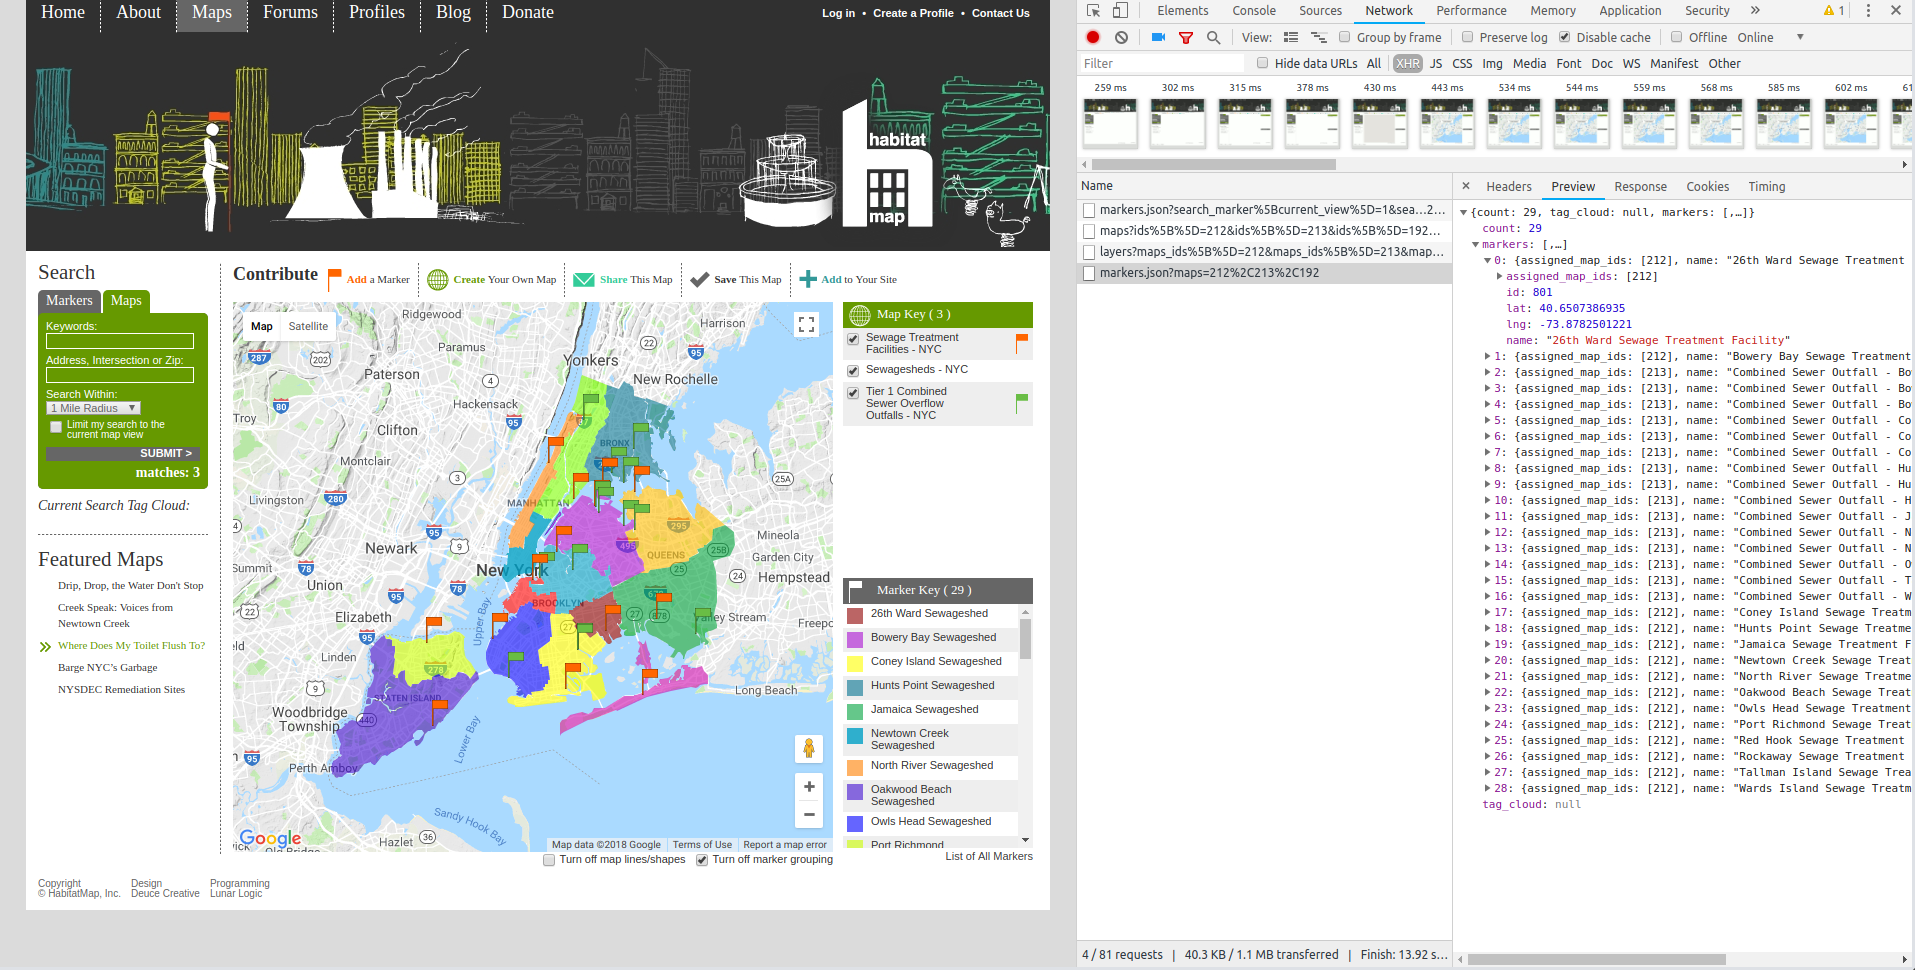 Home
About
Maps
Forums
Profiles
Blog
Donate
Log in • Create a Profile • Contact Us
habitat
map
Search
Markers
Maps
Keywords:
Address, Intersection or Zip:
Search Within:
1 Mile Radius
Limit my search to the
current map view
SUBMIT >
matches: 3
Current Search Tag Cloud:
Featured Maps
Drip, Drop, the Water Don't Stop
Creek Speak: Voices from
Newtown Creek
Where Does My Toilet Flush To?
Barge NYC's Garbage
NYSDEC Remediation Sites
Contribute
Add a Marker
Create Your Own Map
Share This Map
Save This Map
Add to Your Site
Map
Satellite
Ridgewood
Harrison
Paramus
Yonkers
Paterson
New Rochelle
Hackensack
Troy
Clifton
BRONX
Montclair
Livingston
MANHATTAN
Mineola
Newark
QUEENS
Garden City
Summit
New York
Hempstead
Union
BROOKLYN
Elizabeth
Upper Bay
Valley Stream
Freepo
Linden
Long Beach
STATEN ISLAND
Woodbridge
Township
Lower Bay
Perth Amboy
Sandy Hook Bay
Hazlet
Old Bridge
Google
Map data ©2018 Google
Terms of Use
Report a map error
Turn off map lines/shapes
Turn off marker grouping
Map Key ( 3 )
Sewage Treatment
Facilities - NYC
Sewagesheds - NYC
Tier 1 Combined
Sewer Overflow
Outfalls - NYC
Marker Key ( 29 )
26th Ward Sewageshed
Bowery Bay Sewageshed
Coney Island Sewageshed
Hunts Point Sewageshed
Jamaica Sewageshed
Newtown Creek
Sewageshed
North River Sewageshed
Oakwood Beach
Sewageshed
Owls Head Sewageshed
Port Richmond
List of All Markers
Copyright
© HabitatMap, Inc.
Design
Deuce Creative
Programming
Lunar Logic
Elements
Console
Sources
Network
Performance
Memory
Application
Security
» 1
View:
Group by frame
Preserve log
Disable cache
Offline
Online
Filter
Hide data URLs
All
XHR
JS
CSS
Img
Media
Font
Doc
WS
Manifest
Other
259 ms
302 ms
315 ms
378 ms
430 ms
443 ms
534 ms
544 ms
559 ms
568 ms
585 ms
602 ms
61
Name
markers.json?search_marker%5Bcurrent_view%5D=1&sea…2…
maps?ids%5B%5D=212&ids%5B%5D=213&ids%5B%5D=192…
layers?maps_ids%5B%5D=212&maps_ids%5B%5D=213&map…
markers.json?maps=212%2C213%2C192
Headers
Preview
Response
Cookies
Timing
{count: 29, tag_cloud: null, markers: [,…]}
count: 29
markers: [,…]
0: {assigned_map_ids: [212], name: "26th Ward Sewage Treatment
assigned_map_ids: [212]
id: 801
lat: 40.6507386935
lng: -73.8782501221
name: "26th Ward Sewage Treatment Facility"
1: {assigned_map_ids: [212], name: "Bowery Bay Sewage Treatment
2: {assigned_map_ids: [213], name: "Combined Sewer Outfall - Bo
3: {assigned_map_ids: [213], name: "Combined Sewer Outfall - Bo
4: {assigned_map_ids: [213], name: "Combined Sewer Outfall - Bo
5: {assigned_map_ids: [213], name: "Combined Sewer Outfall - Co
6: {assigned_map_ids: [213], name: "Combined Sewer Outfall - Co
7: {assigned_map_ids: [213], name: "Combined Sewer Outfall - Co
8: {assigned_map_ids: [213], name: "Combined Sewer Outfall - Hu
9: {assigned_map_ids: [213], name: "Combined Sewer Outfall - Hu
10: {assigned_map_ids: [213], name: "Combined Sewer Outfall - H
11: {assigned_map_ids: [213], name: "Combined Sewer Outfall - J
12: {assigned_map_ids: [213], name: "Combined Sewer Outfall - N
13: {assigned_map_ids: [213], name: "Combined Sewer Outfall - N
14: {assigned_map_ids: [213], name: "Combined Sewer Outfall - O
15: {assigned_map_ids: [213], name: "Combined Sewer Outfall - T
16: {assigned_map_ids: [213], name: "Combined Sewer Outfall - W
17: {assigned_map_ids: [212], name: "Coney Island Sewage Treatm
18: {assigned_map_ids: [212], name: "Hunts Point Sewage Treatme
19: {assigned_map_ids: [212], name: "Jamaica Sewage Treatment F
20: {assigned_map_ids: [212], name: "Newtown Creek Sewage Treat
21: {assigned_map_ids: [212], name: "North River Sewage Treatme
22: {assigned_map_ids: [212], name: "Oakwood Beach Sewage Treat
23: {assigned_map_ids: [212], name: "Owls Head Sewage Treatment
24: {assigned_map_ids: [212], name: "Port Richmond Sewage Treat
25: {assigned_map_ids: [212], name: "Red Hook Sewage Treatment
26: {assigned_map_ids: [212], name: "Rockaway Sewage Treatment
27: {assigned_map_ids: [212], name: "Tallman Island Sewage Trea
28: {assigned_map_ids: [212], name: "Wards Island Sewage Treatm
tag_cloud: null
4 / 81 requests | 40.3 KB / 1.1 MB transferred | Finish: 13.92 s…